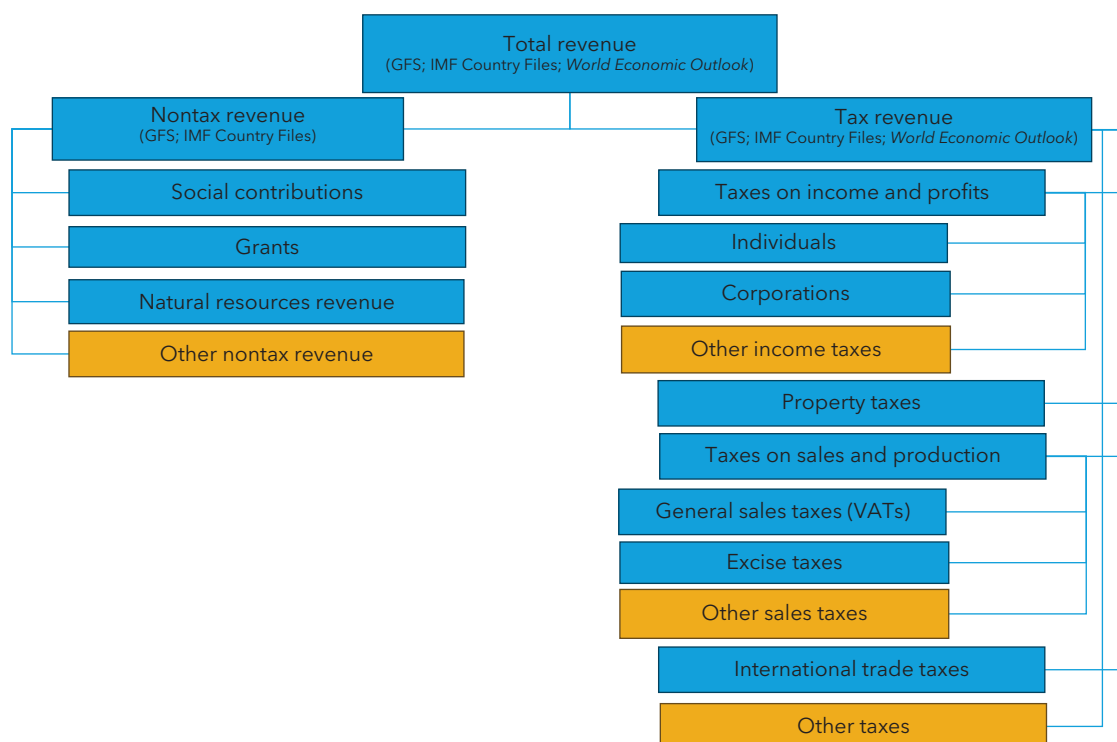 Total revenue
(GFS; IMF Country Files; World Economic Outlook)
Nontax revenue
(GFS; IMF Country Files)
Social contributions
Grants
Natural resources revenue
Other nontax revenue
Tax revenue
(GFS; IMF Country Files; World Economic Outlook)
Taxes on income and profits
Individuals
Corporations
Other income taxes
Property taxes
Taxes on sales and production
General sales taxes (VATs)
Excise taxes
Other sales taxes
International trade taxes
Other taxes